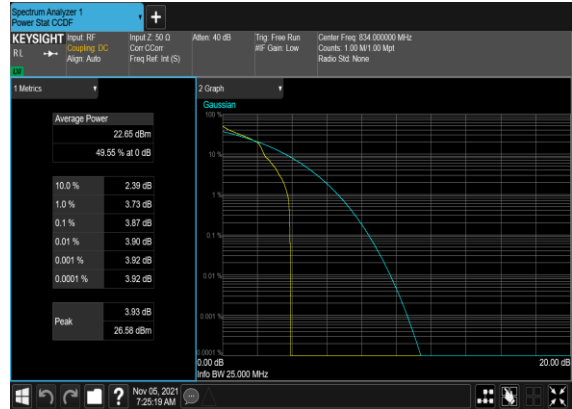 Spectrum Analyzer 1
Power Stat CCDF
+
KEYSIGHT
RL
Input: RF
Coupling: DC
Align: Auto
Input Z: 50 Ω
Corr CCorr
Freq Ref: Int (S)
Atten: 40 dB
Trig: Free Run
#IF Gain: Low
Center Freq: 834.000000 MHz
Counts: 1.00 M/1.00 Mpt
Radio Std: None
1 Metrics
Average Power
22.65 dBm
49.55 % at 0 dB
10.0 % 2.39 dB
1.0 % 3.73 dB
0.1 % 3.87 dB
0.01 % 3.90 dB
0.001 % 3.92 dB
0.0001 % 3.92 dB
Peak
3.93 dB
26.58 dBm
2 Graph
Gaussian
100 %
10 %
1 %
0.1 %
0.01 %
0.001 %
0.0001 %
0.00 dB
20.00 dB
Info BW 25.000 MHz
?
Nov 05, 2021
7:25:19 AM